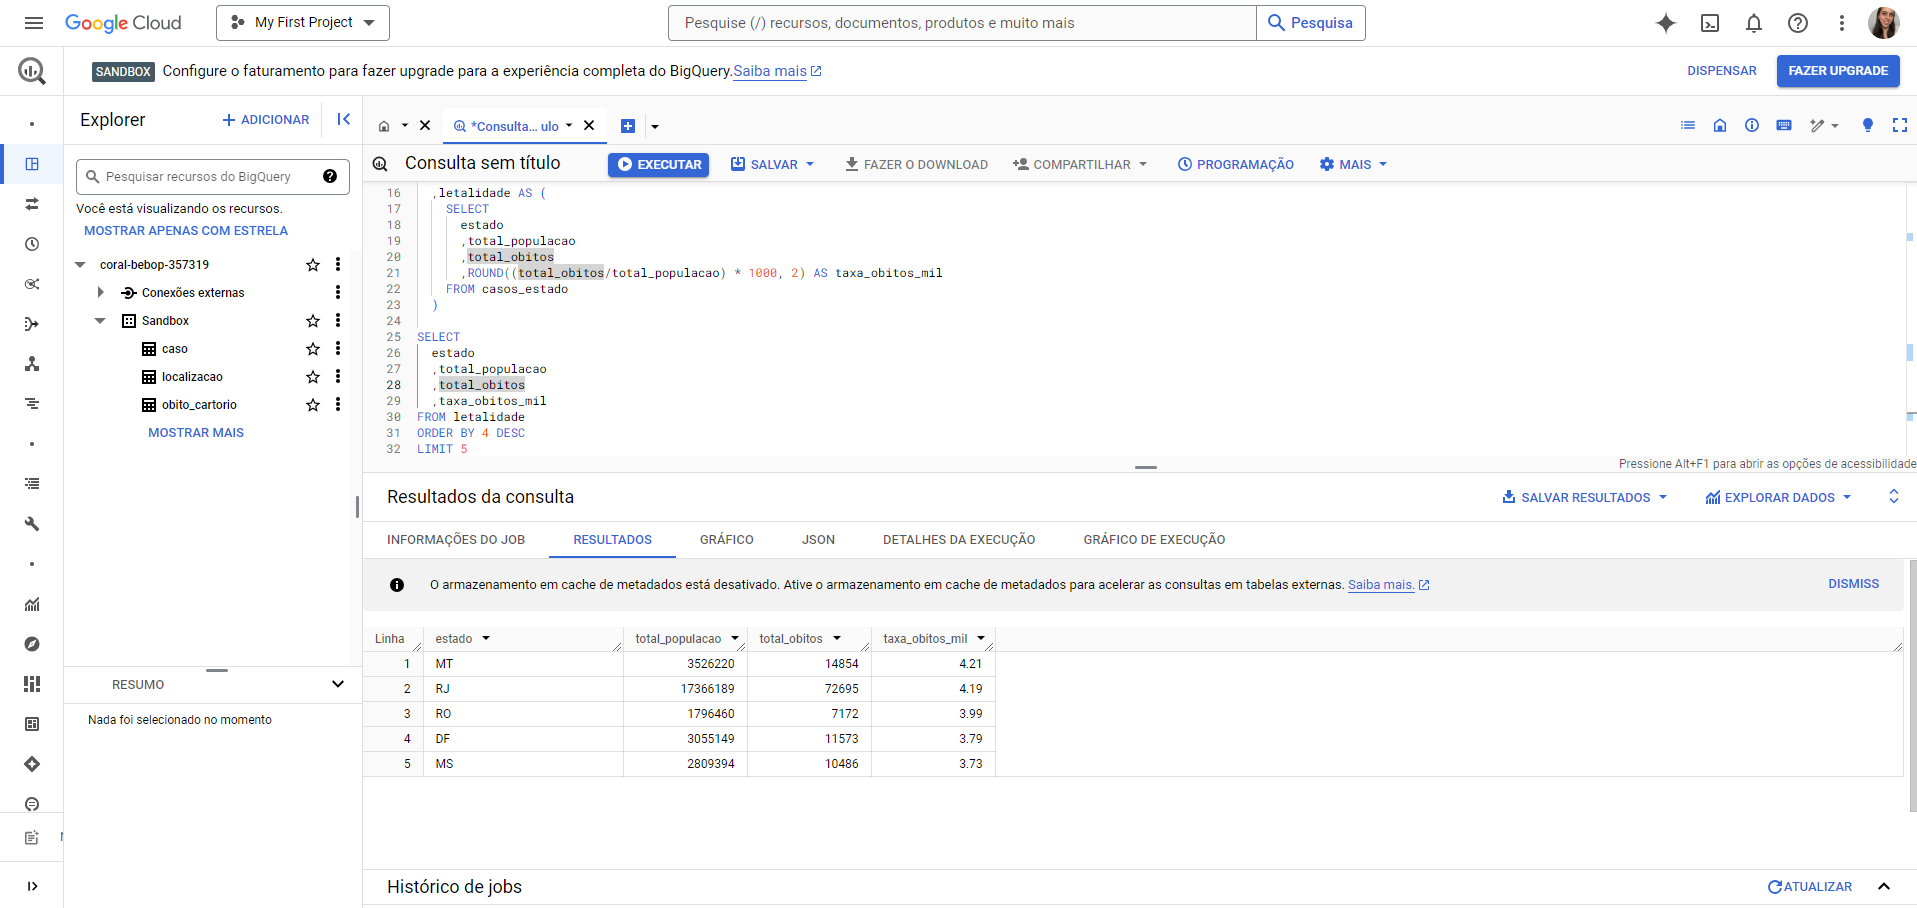 Google Cloud
My First Project
Pesquise (/) recursos, documentos, produtos e muito mais
Pesquisa
SANDBOX Configure o faturamento para fazer upgrade para a experiência completa do BigQuery. Saiba mais
DISPENSAR
FAZER UPGRADE
Explorer
ADICIONAR
Pesquisar recursos do BigQuery
Você está visualizando os recursos.
MOSTRAR APENAS COM ESTRELA
coral-bebop-357319
Conexões externas
Sandbox
caso
localizacao
obito_cartorio
MOSTRAR MAIS
RESUMO
Nada foi selecionado no momento
*Consulta... ulo
Consulta sem título
EXECUTAR
SALVAR
FAZER O DOWNLOAD
COMPARTILHAR
PROGRAMAÇÃO
MAIS
16 ,letalidade AS (
17 SELECT
18 estado
19 ,total_populacao
20 ,total_obitos
21 ,ROUND((total_obitos/total_populacao) * 1000, 2) AS taxa_obitos_mil
22 FROM casos_estado
23 )
24
25 SELECT
26 estado
27 ,total_populacao
28 ,total_obitos
29 ,taxa_obitos_mil
30 FROM letalidade
31 ORDER BY 4 DESC
32 LIMIT 5
Pressione Alt+F1 para abrir as opções de acessibilidade
Resultados da consulta
SALVAR RESULTADOS
EXPLORAR DADOS
INFORMAÇÕES DO JOB
RESULTADOS
GRÁFICO
JSON
DETALHES DA EXECUÇÃO
GRÁFICO DE EXECUÇÃO
O armazenamento em cache de metadados está desativado. Ative o armazenamento em cache de metadados para acelerar as consultas em tabelas externas. Saiba mais.
DISMISS
Linha estado total_populacao total_obitos taxa_obitos_mil
1 MT 3526220 14854 4.21
2 RJ 17366189 72695 4.19
3 RO 1796460 7172 3.99
4 DF 3055149 11573 3.79
5 MS 2809394 10486 3.73
Histórico de jobs
ATUALIZAR